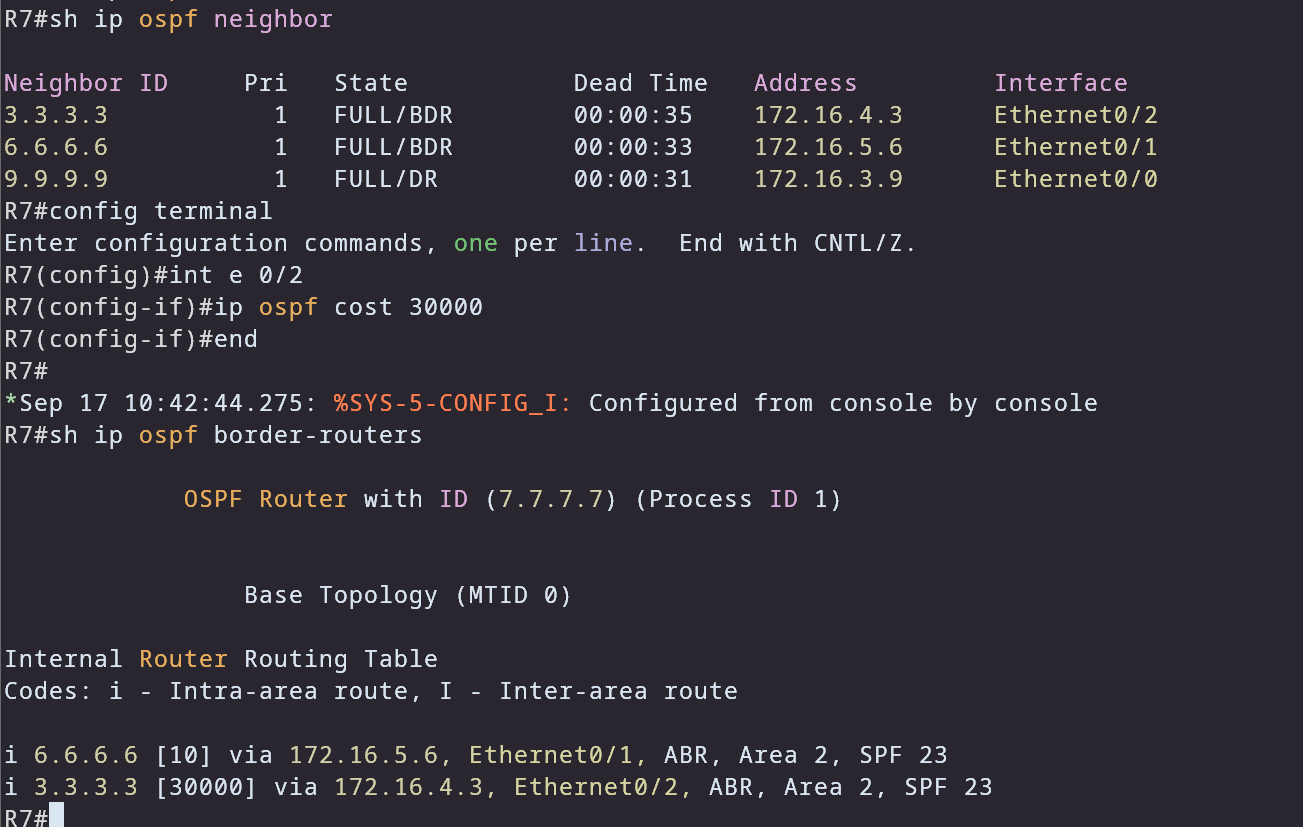 R7#sh ip ospf neighbor
Neighbor ID     Pri   State           Dead Time   Address         Interface
3.3.3.3           1   FULL/BDR        00:00:35    172.16.4.3      Ethernet0/2
6.6.6.6           1   FULL/BDR        00:00:33    172.16.5.6      Ethernet0/1
9.9.9.9           1   FULL/DR         00:00:31    172.16.3.9      Ethernet0/0
R7#config terminal
Enter configuration commands, one per line.  End with CNTL/Z.
R7(config)#int e 0/2
R7(config-if)#ip ospf cost 30000
R7(config-if)#end
R7#
*Sep 17 10:42:44.275: %SYS-5-CONFIG_I: Configured from console by console
R7#sh ip ospf border-routers
            OSPF Router with ID (7.7.7.7) (Process ID 1)
                Base Topology (MTID 0)
Internal Router Routing Table
Codes: i - Intra-area route, I - Inter-area route
i 6.6.6.6 [10] via 172.16.5.6, Ethernet0/1, ABR, Area 2, SPF 23
i 3.3.3.3 [30000] via 172.16.4.3, Ethernet0/2, ABR, Area 2, SPF 23
R7#